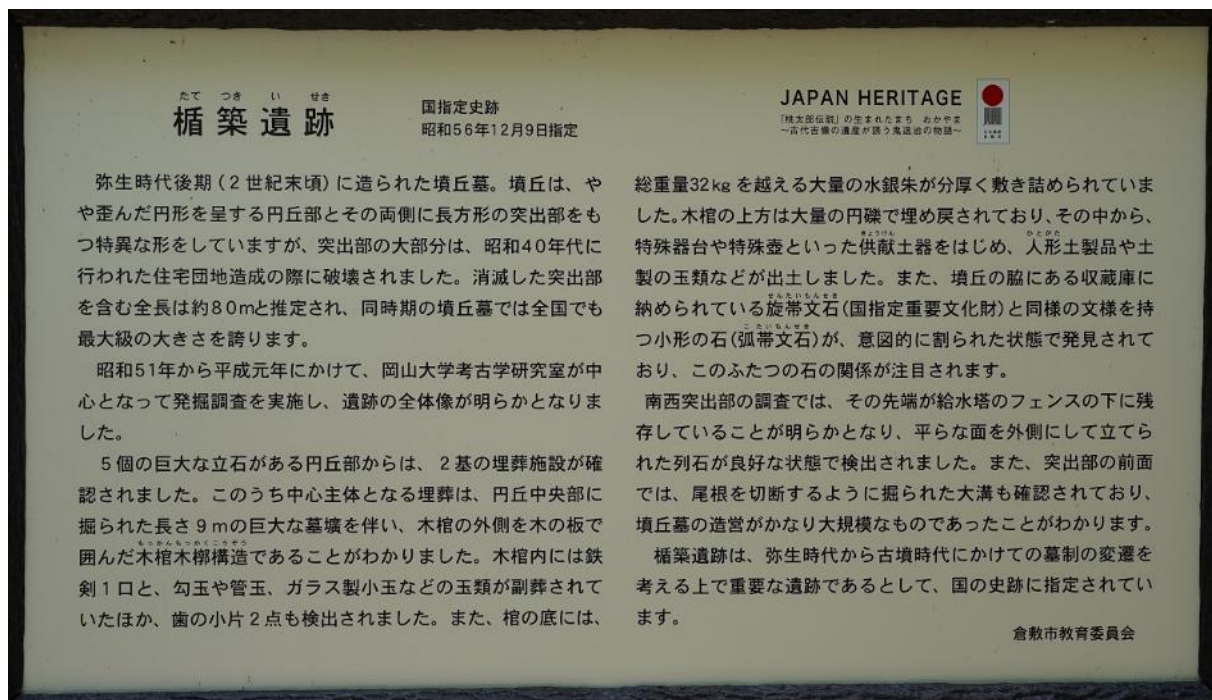 たて つき い せき
楯築遺跡
国指定史跡
昭和56年12月9日指定
JAPAN HERITAGE
「桃太郎伝説」の生まれたまち おかやま
~古代吉備の遺産が誘う鬼退治の物語~
弥生時代後期(2世紀末頃)に造られた墳丘墓。墳丘は、や
や歪んだ円形を呈する円丘部とその両側に長方形の突出部をも
つ特異な形をしていますが、突出部の大部分は、昭和40年代に
行われた住宅団地造成の際に破壊されました。消滅した突出部
を含む全長は約80mと推定され、同時期の墳丘墓では全国でも
最大級の大きさを誇ります。
昭和51年から平成元年にかけて、岡山大学考古学研究室が中
心となって発掘調査を実施し、遺跡の全体像が明らかとなりま
した。
5個の巨大な立石がある円丘部からは、2基の埋葬施設が確
認されました。このうち中心主体となる埋葬は、円丘中央部に
掘られた長さ9mの巨大な墓壙を伴い、木棺の外側を木の板で
もっかんもっかくこうぞう
囲んだ木棺木槨構造であることがわかりました。木棺内には鉄
剣1口と、勾玉や管玉、ガラス製小玉などの玉類が副葬されて
いたほか、歯の小片2点も検出されました。また、棺の底には、
総重量32kgを越える大量の水銀朱が分厚く敷き詰められていま
した。木棺の上方は大量の円礫で埋め戻されており、その中から、
きょうけん ひとがた
特殊器台や特殊壺といった供献土器をはじめ、人形土製品や土
製の玉類などが出土しました。また、墳丘の脇にある収蔵庫に
せんたいもんせき
納められている旋帯文石(国指定重要文化財)と同様の文様を持
こたいもんせき
つ小形の石(弧帯文石)が、意図的に割られた状態で発見されて
おり、このふたつの石の関係が注目されます。
南西突出部の調査では、その先端が給水塔のフェンスの下に残
存していることが明らかとなり、平らな面を外側にして立てら
れた列石が良好な状態で検出されました。また、突出部の前面
では、尾根を切断するように掘られた大溝も確認されており、
墳丘墓の造営がかなり大規模なものであったことがわかります。
楯築遺跡は、弥生時代から古墳時代にかけての墓制の変遷を
考える上で重要な遺跡であるとして、国の史跡に指定されてい
ます。
倉敷市教育委員会